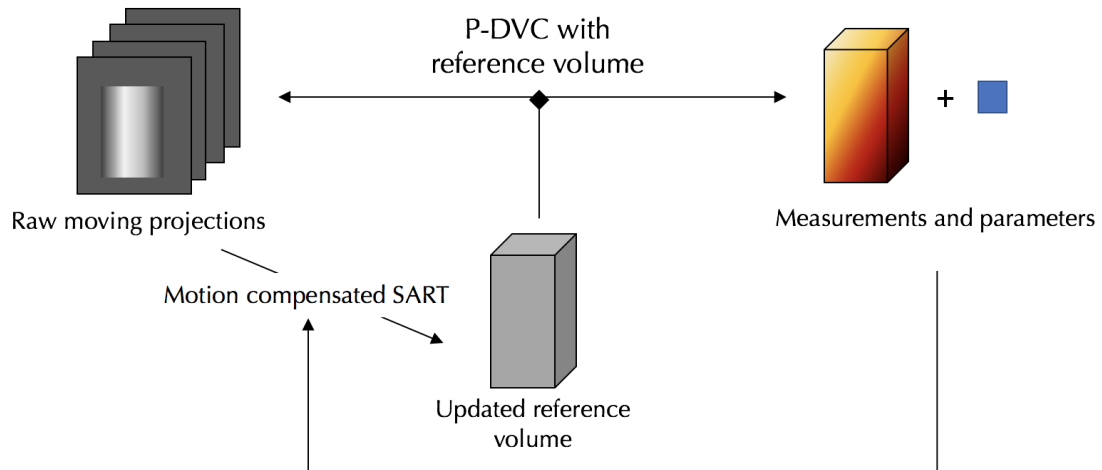 P-DVC with
reference volume
+
Raw moving projections
Measurements and parameters
Motion compensated SART
Updated reference
volume